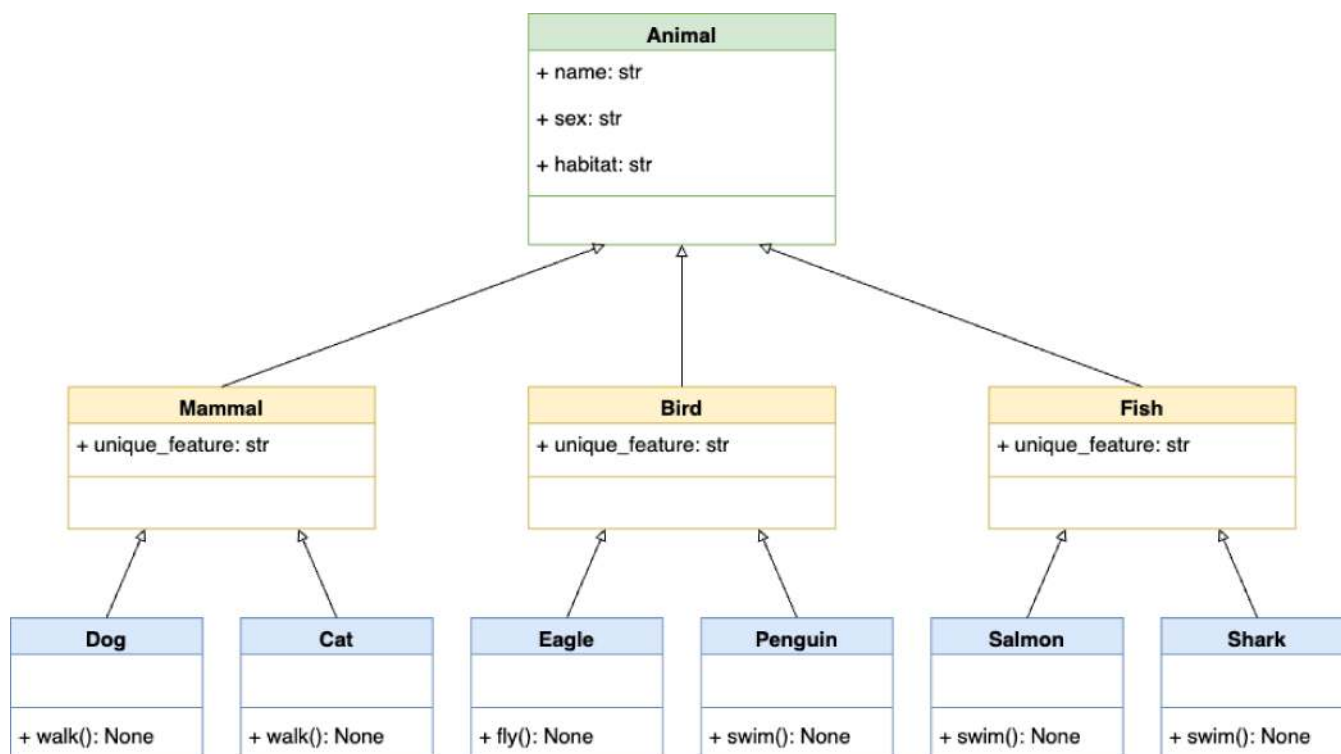 Animal
+ name: str
+ sex: str
+ habitat: str
Mammal
+ unique_feature: str
Bird
+ unique_feature: str
Fish
+ unique_feature: str
Dog
+ walk(): None
Cat
+ walk(): None
Eagle
+ fly(): None
Penguin
+ swim(): None
Salmon
+ swim(): None
Shark
+ swim(): None